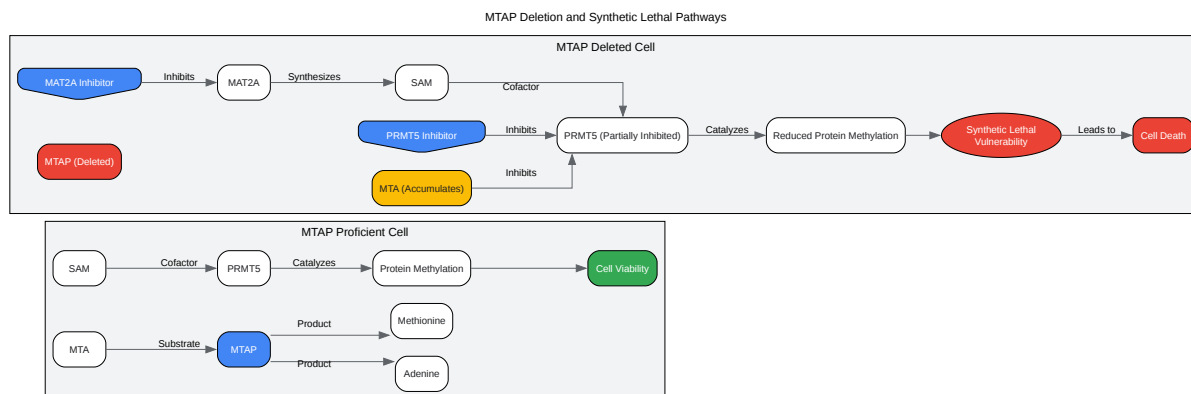 MTAP Deletion and Synthetic Lethal Pathways
MTAP Deleted Cell
MAT2A Inhibitor
Inhibits
MAT2A
Synthesizes
SAM
Cofactor
PRMT5 Inhibitor
Inhibits
PRMT5 (Partially Inhibited)
Catalyzes
Reduced Protein Methylation
Synthetic Lethal
Vulnerability
Leads to
Cell Death
MTAP (Deleted)
MTA (Accumulates)
Inhibits
MTAP Proficient Cell
SAM
Cofactor
PRMT5
Catalyzes
Protein Methylation
Cell Viability
MTA
Substrate
MTAP
Product
Methionine
Product
Adenine